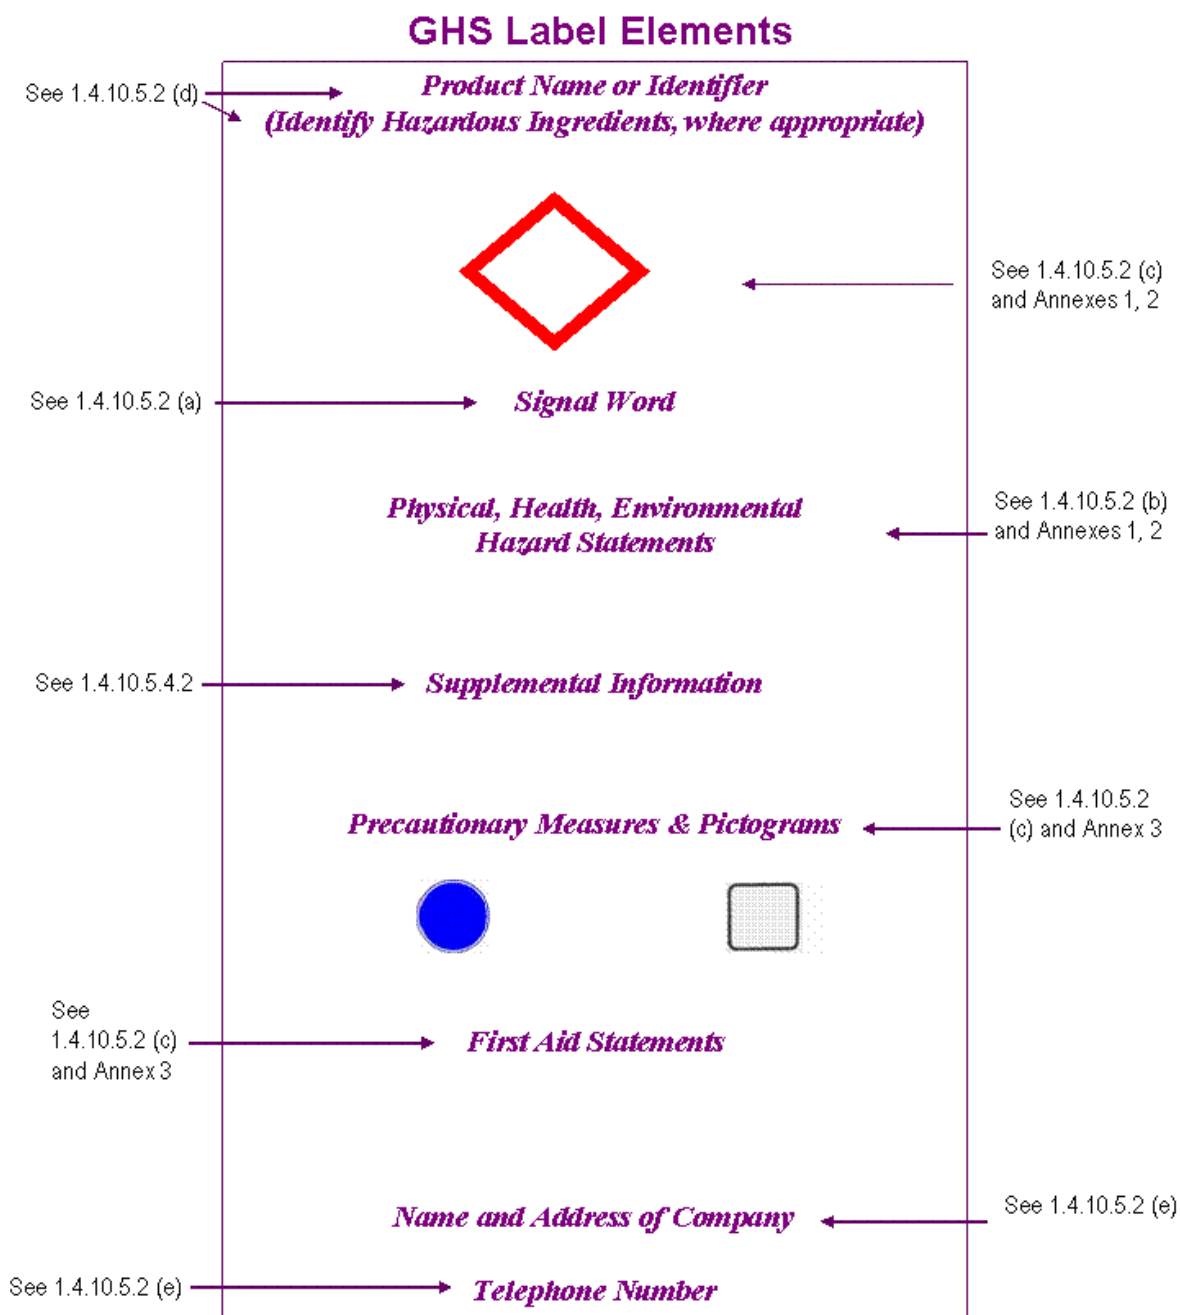 GHS Label Elements
See 1.4.10.5.2 (d)
Product Name or Identifier
(Identify Hazardous Ingredients, where appropriate)
See 1.4.10.5.2 (c)
and Annexes 1, 2
See 1.4.10.5.2 (a)
Signal Word
Physical, Health, Environmental
Hazard Statements
See 1.4.10.5.2 (b)
and Annexes 1, 2
See 1.4.10.5.4.2
Supplemental Information
Precautionary Measures & Pictograms
See 1.4.10.5.2
(c) and Annex 3
See
1.4.10.5.2 (c)
and Annex 3
First Aid Statements
Name and Address of Company
See 1.4.10.5.2 (e)
See 1.4.10.5.2 (e)
Telephone Number